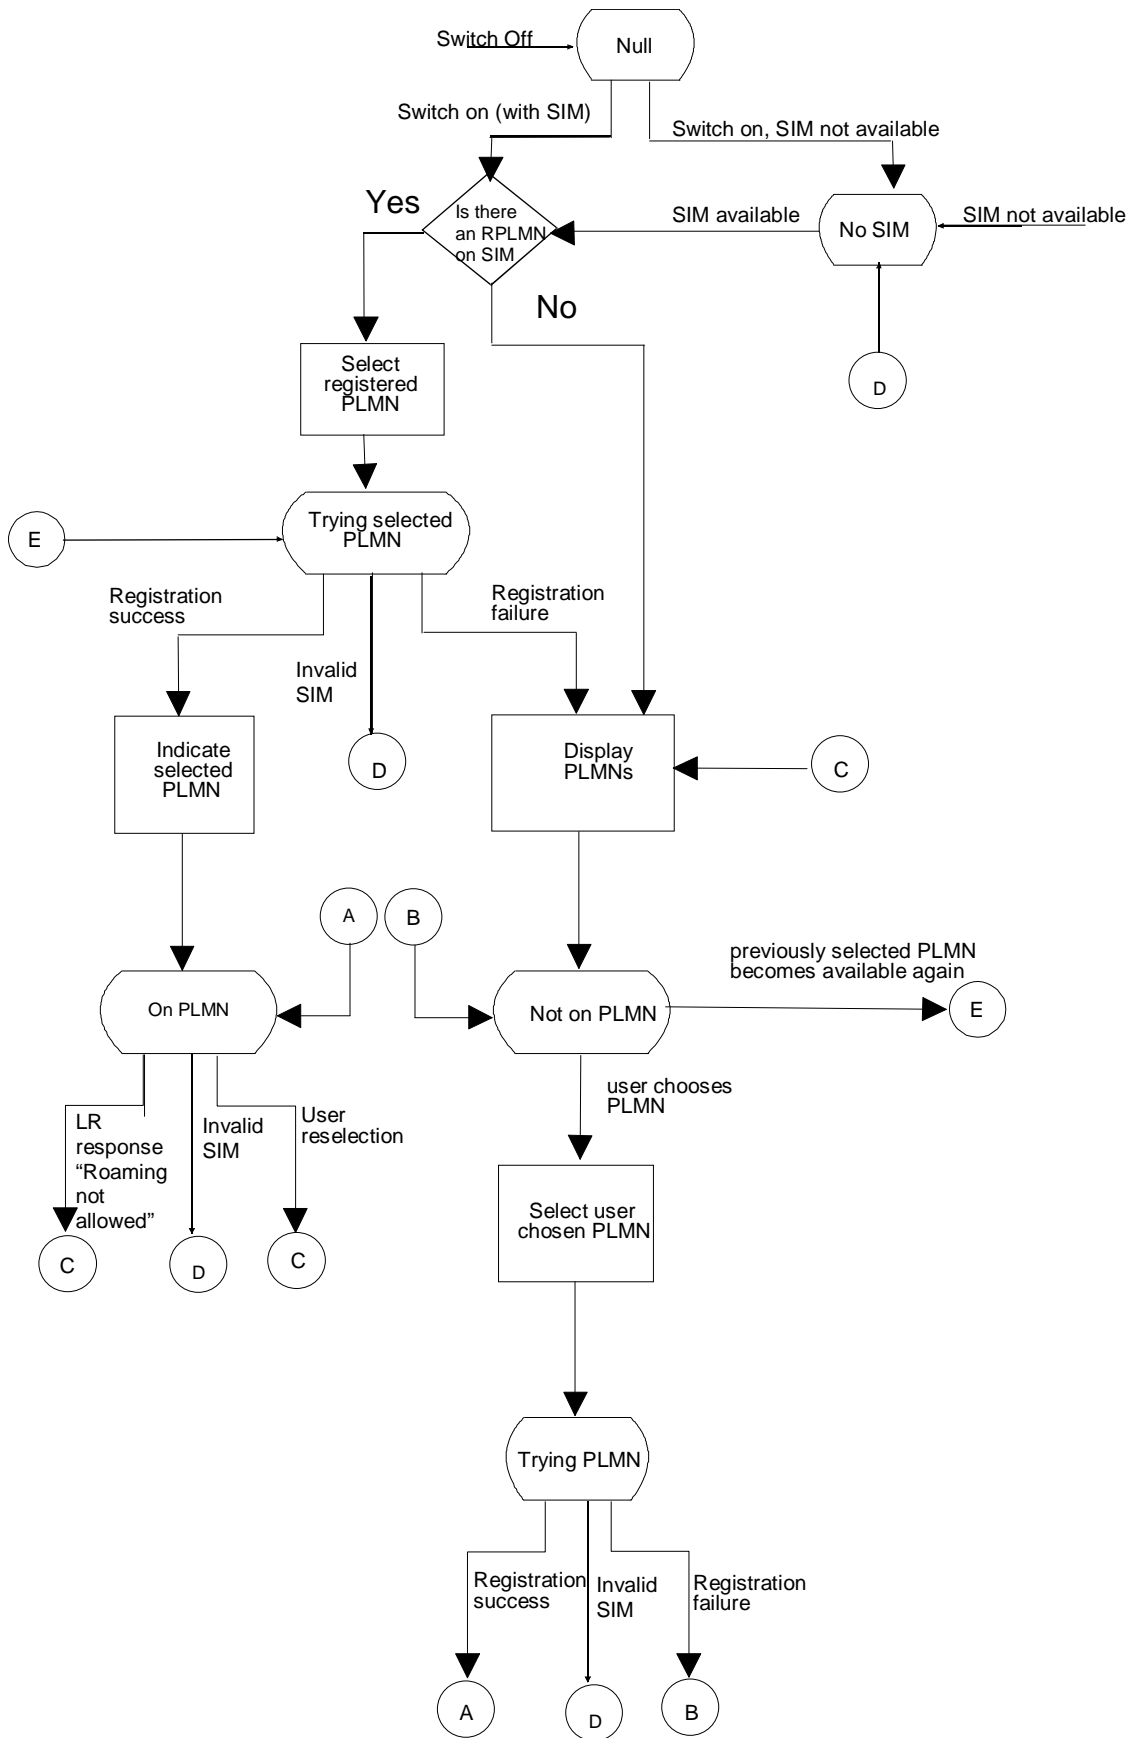 Switch Off
Null
Switch on (with SIM)
Switch on, SIM not available
Yes
Is there
an RPLMN
on SIM
SIM available
No SIM
SIM not available
No
D
Select
registered
PLMN
Trying selected
PLMN
E
Registration
success
Invalid
SIM
Registration
failure
Indicate
selected
PLMN
D
Display
PLMNs
C
A
B
previously selected PLMN
becomes available again
On PLMN
Not on PLMN
E
user chooses
PLMN
LR
response
“Roaming
not
allowed”
Invalid
SIM
User
reselection
C
D
C
Select user
chosen PLMN
Trying PLMN
Registration
success
Invalid
SIM
Registration
failure
A
D
B